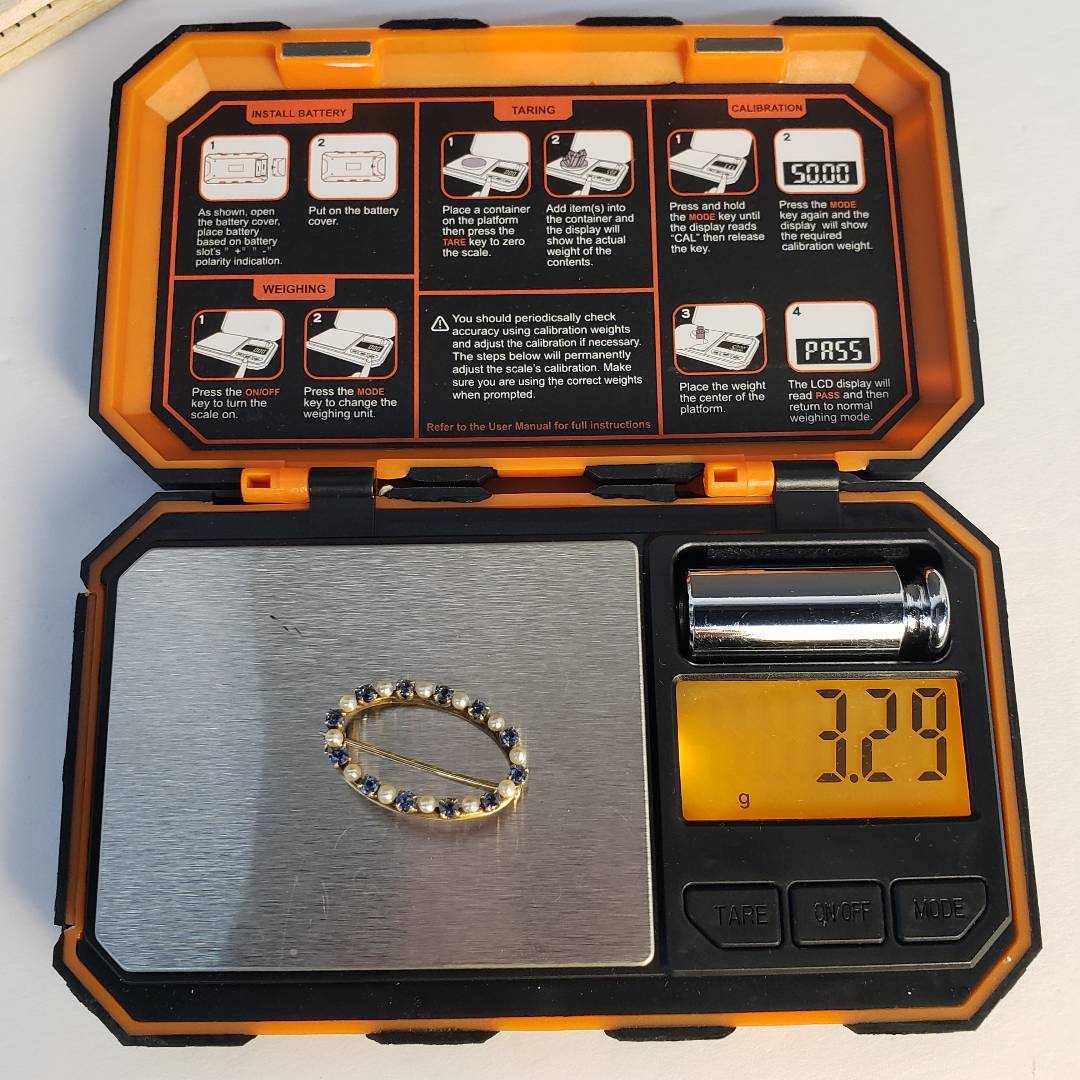 INSTALL BATTERY
1
2
As shown, open
the battery cover,
place battery
based on battery
slot's " +" " -"
polarity indication.
Put on the battery
cover.
WEIGHING
1
2
Press the ON/OFF
key to turn the
scale on.
Press the MODE
key to change the
weighing unit.
TARING
1
2
Place a container
on the platform
then press the
TARE key to zero
the scale.
Add item(s) into
the container and
the display will
show the actual
weight of the
contents.
You should periodicsally check
accuracy using calibration weights
and adjust the calibration if necessary.
The steps below will permanently
adjust the scale's calibration. Make
sure you are using the correct weights
when prompted.
Refer to the User Manual for full instructions
CALIBRATION
1
2
50.00
Press and hold
the MODE key until
the display reads
"CAL" then release
the key.
Press the MODE
key again and the
display will show
the required
calibration weight.
3
4
PASS
Place the weight
the center of the
platform.
The LCD display will
read PASS and then
return to normal
weighing mode.
3.29
g
TARE
ON/OFF
MODE